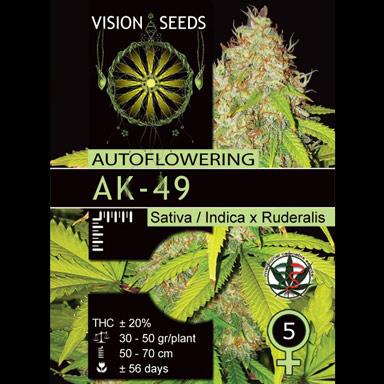 VISION SEEDS
AUTOFLOWERING
AK-49
Sativa / Indica x Ruderalis
THC ± 20%
30 - 50 gr/plant
50 - 70 cm
± 56 days
5